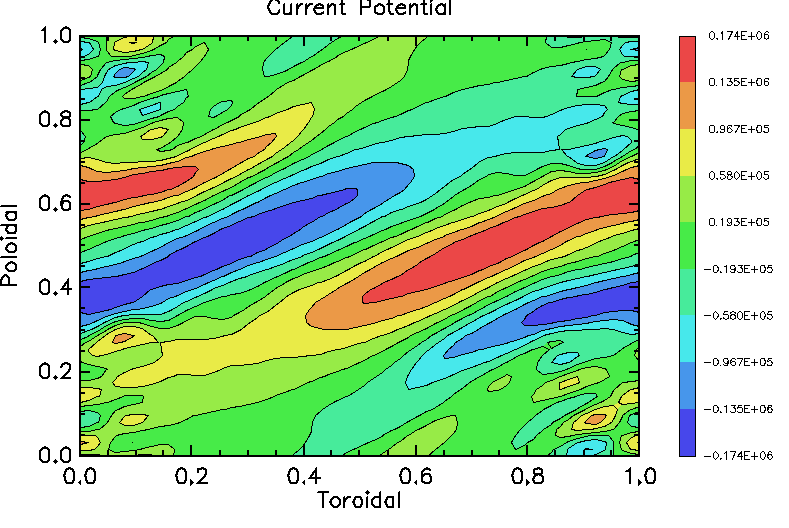 Current Potential
1.0
0.8
0.6
0.4
0.2
0.0
Poloidal
0.0 0.2 0.4 0.6 0.8 1.0
Toroidal
0.174E+06
0.135E+06
0.967E+05
0.580E+05
0.193E+05
-0.193E+05
-0.580E+05
-0.967E+05
-0.135E+06
-0.174E+06